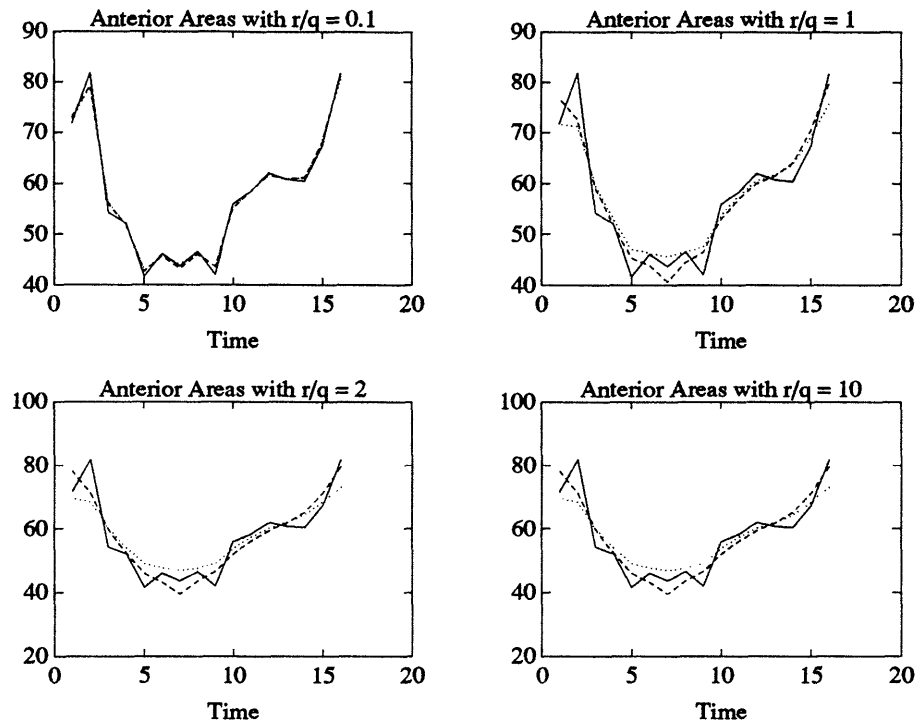 Anterior Areas with r/q = 0.1
90
80
70
60
50
40
0 5 10 15 20
Time
Anterior Areas with r/q = 1
90
80
70
60
50
40
0 5 10 15 20
Time
Anterior Areas with r/q = 2
100
80
60
40
20
0 5 10 15 20
Time
Anterior Areas with r/q = 10
100
80
60
40
20
0 5 10 15 20
Time